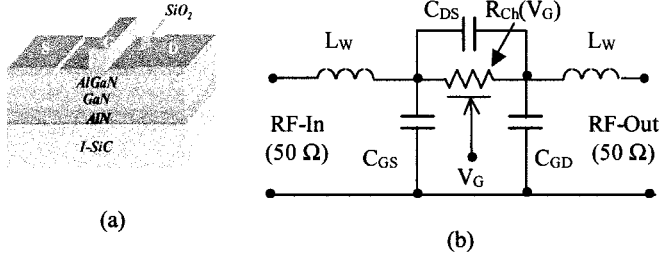 SiO₂
S
G
D
AlGaN
GaN
AlN
I-SiC
(a)
C_DS
R_Ch(V_G)
L_W
L_W
RF-In
(50 Ω)
C_GS
V_G
C_GD
RF-Out
(50 Ω)
(b)